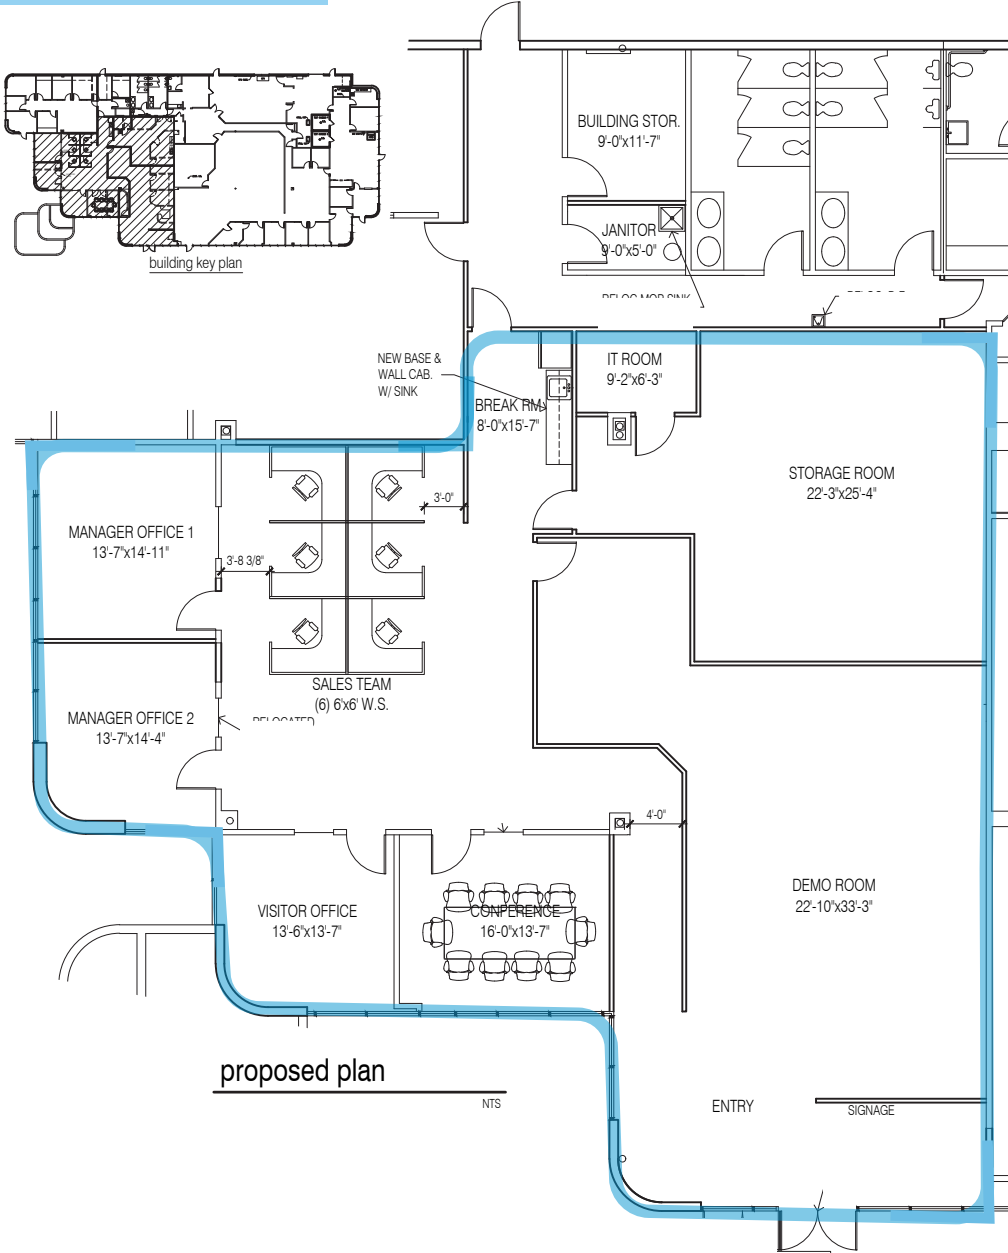 BUILDING STOR.
9'-0"x11'-7"
JANITOR
9'-0"x5'-0"
building key plan
RELOC MOP SINK
NEW BASE &
WALL CAB.
W/ SINK
IT ROOM
9'-2"x6'-3"
BREAK RM.
8'-0"x15'-7"
STORAGE ROOM
22'-3"x25'-4"
3'-0"
MANAGER OFFICE 1
13'-7"x14'-11"
3'-8 3/8"
SALES TEAM
(6) 6'x6' W.S.
MANAGER OFFICE 2
13'-7"x14'-4"
RELOCATED
4'-0"
DEMO ROOM
22'-10"x33'-3"
VISITOR OFFICE
13'-6"x13'-7"
CONFERENCE
16'-0"x13'-7"
proposed plan
NTS
ENTRY
SIGNAGE